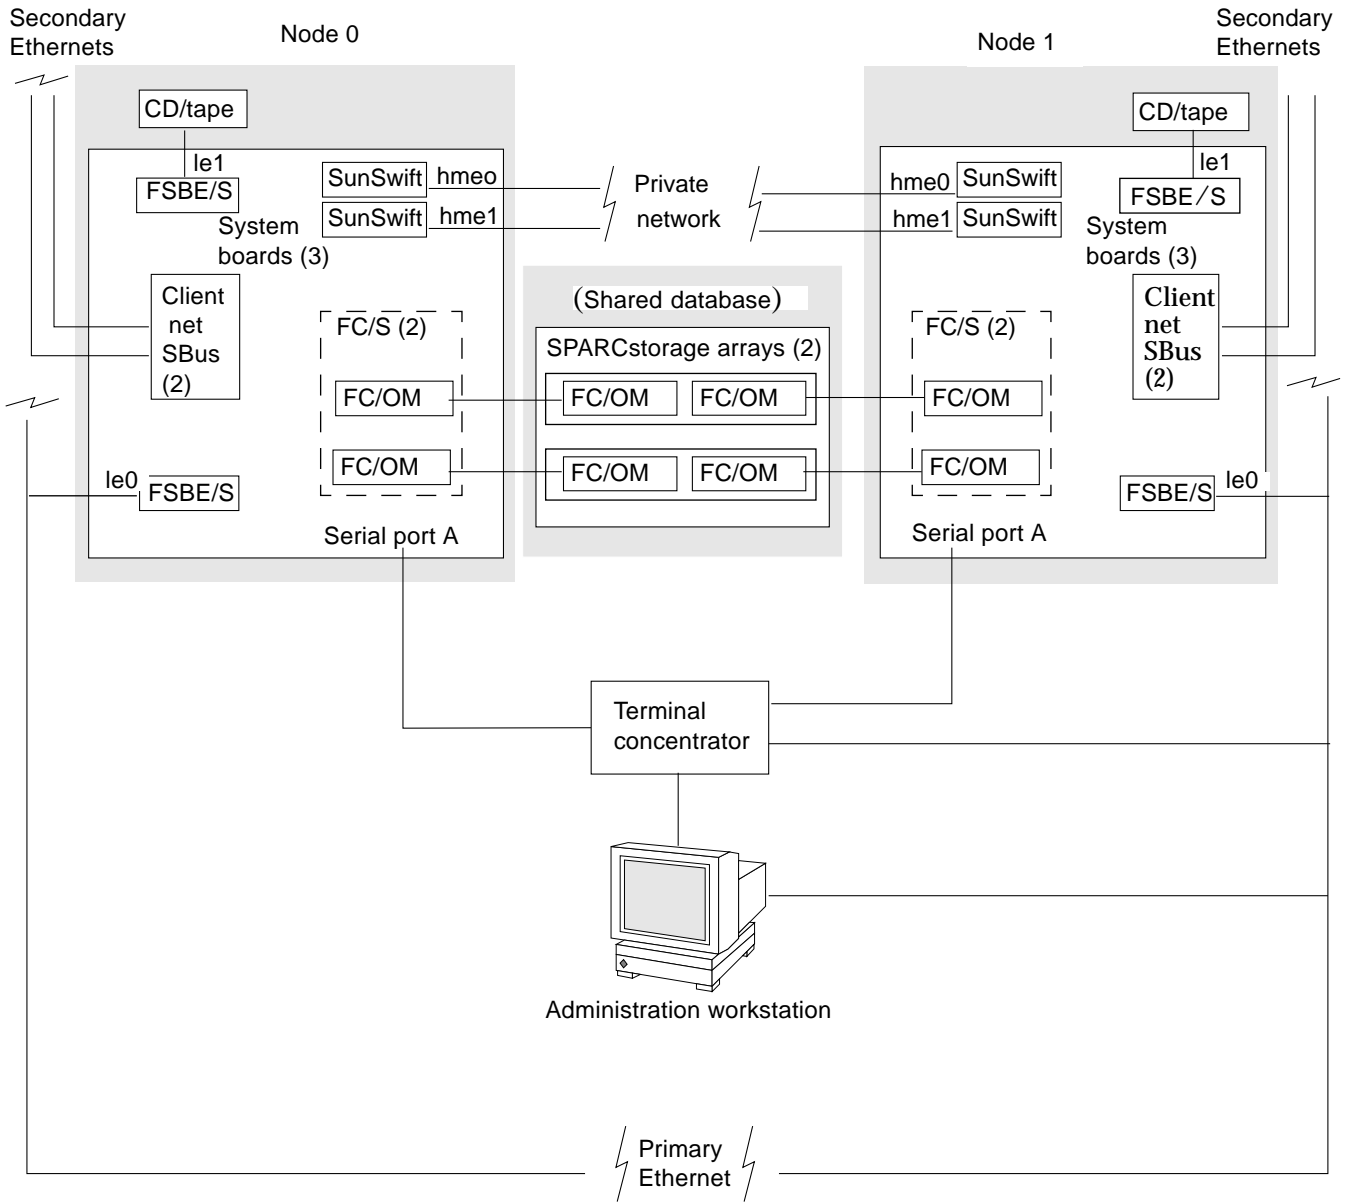 Secondary
Ethernets
Node 0
Node 1
Secondary
Ethernets
CD/tape
le1
FSBE/S
System
boards (3)
SunSwift
hmeo
SunSwift
hme1
Client
net
SBus
(2)
FC/S (2)
FC/OM
FC/OM
le0
FSBE/S
Serial port A
Private
network
(Shared database)
SPARCstorage arrays (2)
FC/OM
FC/OM
FC/OM
FC/OM
CD/tape
le1
FSBE/S
hme0
SunSwift
hme1
SunSwift
System
boards (3)
Client
net
SBus
(2)
FC/S (2)
FC/OM
FC/OM
FSBE/S
le0
Serial port A
Terminal
concentrator
Administration workstation
Primary
Ethernet